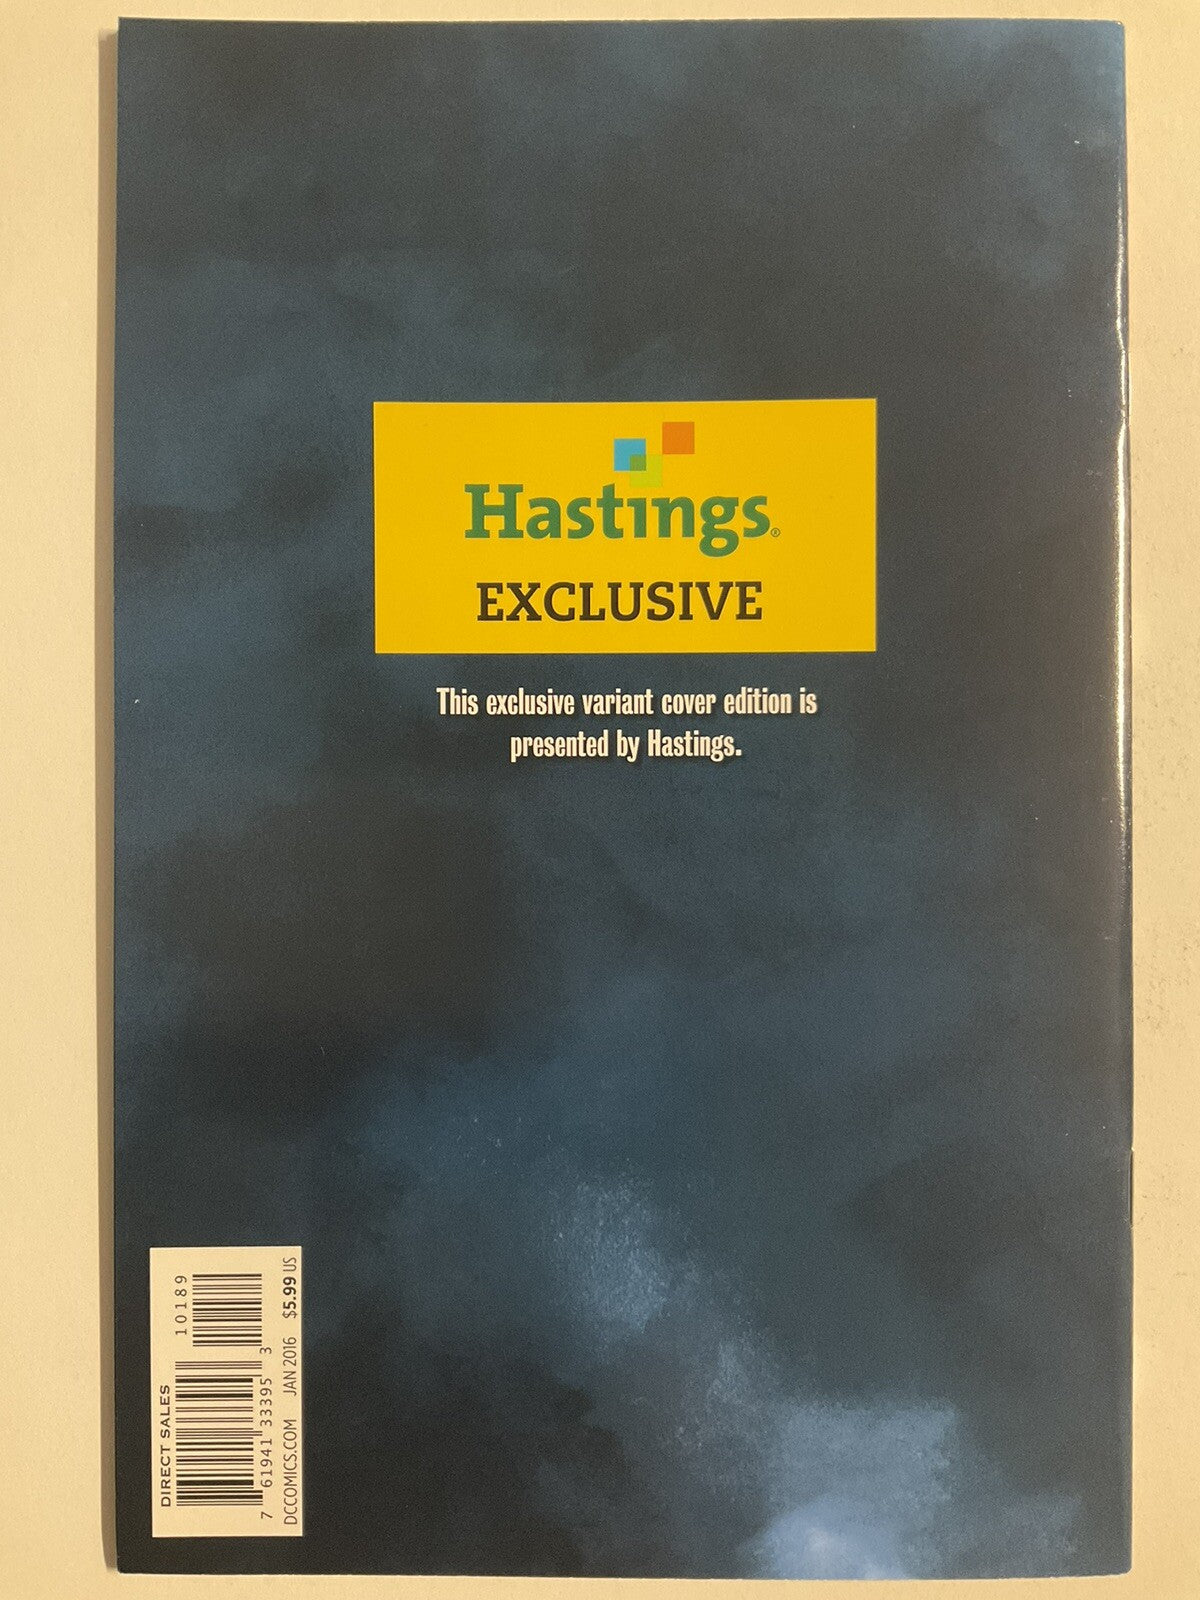 Hastings®
EXCLUSIVE
This exclusive variant cover edition is
presented by Hastings.
DIRECT SALES
10189
7 61941 33395 3
DCCOMICS.COM JAN 2016 $5.99 US